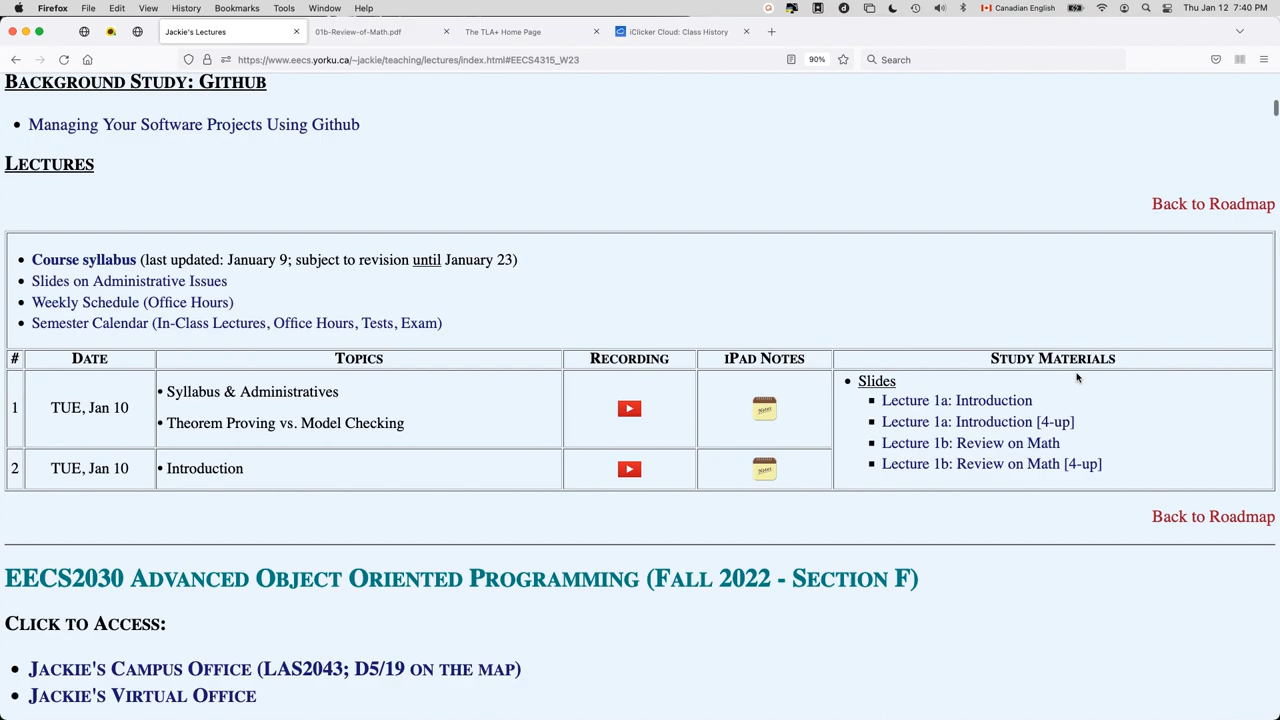 Firefox File Edit View History Bookmarks Tools Window Help Canadian English Thu Jan 12 7:40 PM
Jackie's Lectures 01b-Review-of-Math.pdf The TLA+ Home Page iClicker Cloud: Class History
https://www.eecs.yorku.ca/~jackie/teaching/lectures/index.html#EECS4315_W23 90% Search
Background Study: Github
• Managing Your Software Projects Using Github
Lectures
Back to Roadmap
• Course syllabus (last updated: January 9; subject to revision until January 23)
• Slides on Administrative Issues
• Weekly Schedule (Office Hours)
• Semester Calendar (In-Class Lectures, Office Hours, Tests, Exam)
# Date Topics Recording iPad Notes Study Materials
1 TUE, Jan 10 • Syllabus & Administratives
• Theorem Proving vs. Model Checking
Notes
2 TUE, Jan 10 • Introduction Notes
• Slides
▪ Lecture 1a: Introduction
▪ Lecture 1a: Introduction [4-up]
▪ Lecture 1b: Review on Math
▪ Lecture 1b: Review on Math [4-up]
Back to Roadmap
EECS2030 Advanced Object Oriented Programming (Fall 2022 - Section F)
Click to Access:
• Jackie's Campus Office (LAS2043; D5/19 on the map)
• Jackie's Virtual Office